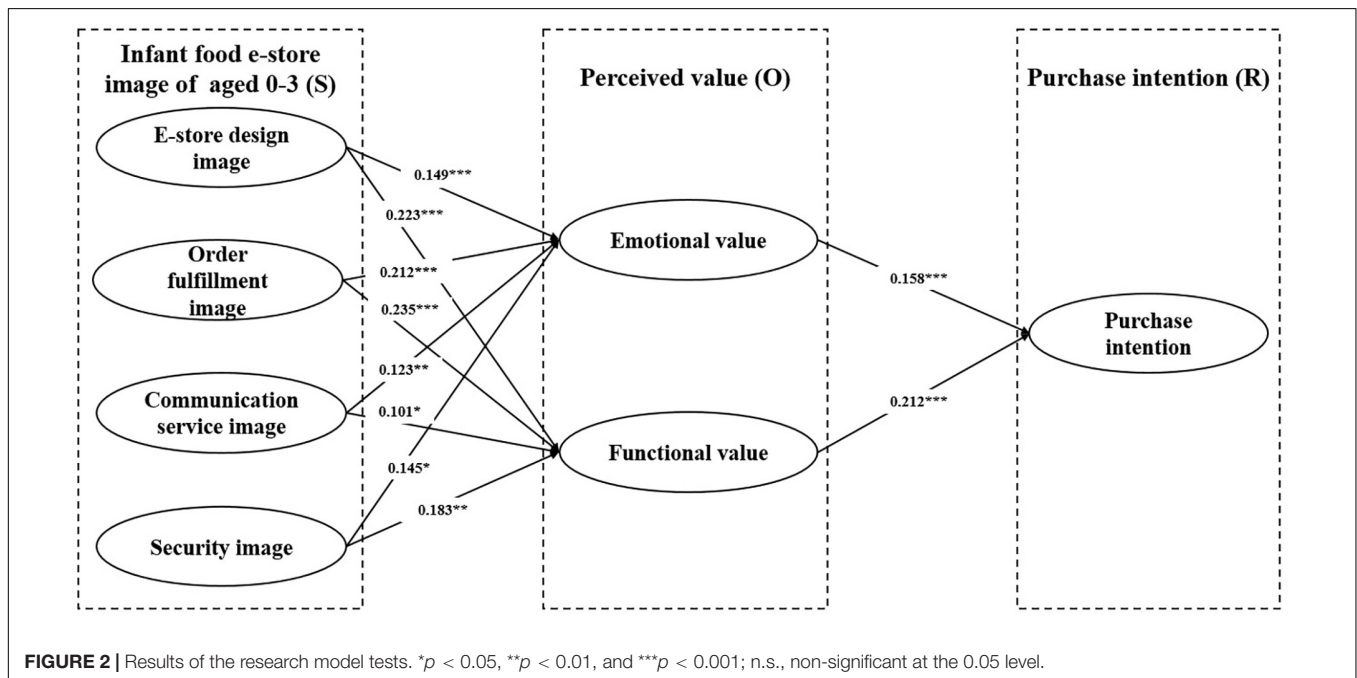 Infant food e-store
image of aged 0-3 (S)
E-store design
image
Order
fulfillment
image
Communication
service image
Security image
0.149***
0.223***
0.212***
0.235***
0.123**
0.101*
0.145*
0.183**
Perceived value (O)
Emotional value
Functional value
0.158***
0.212***
Purchase intention (R)
Purchase
intention
FIGURE 2 | Results of the research model tests. *p < 0.05, **p < 0.01, and ***p < 0.001; n.s., non-significant at the 0.05 level.